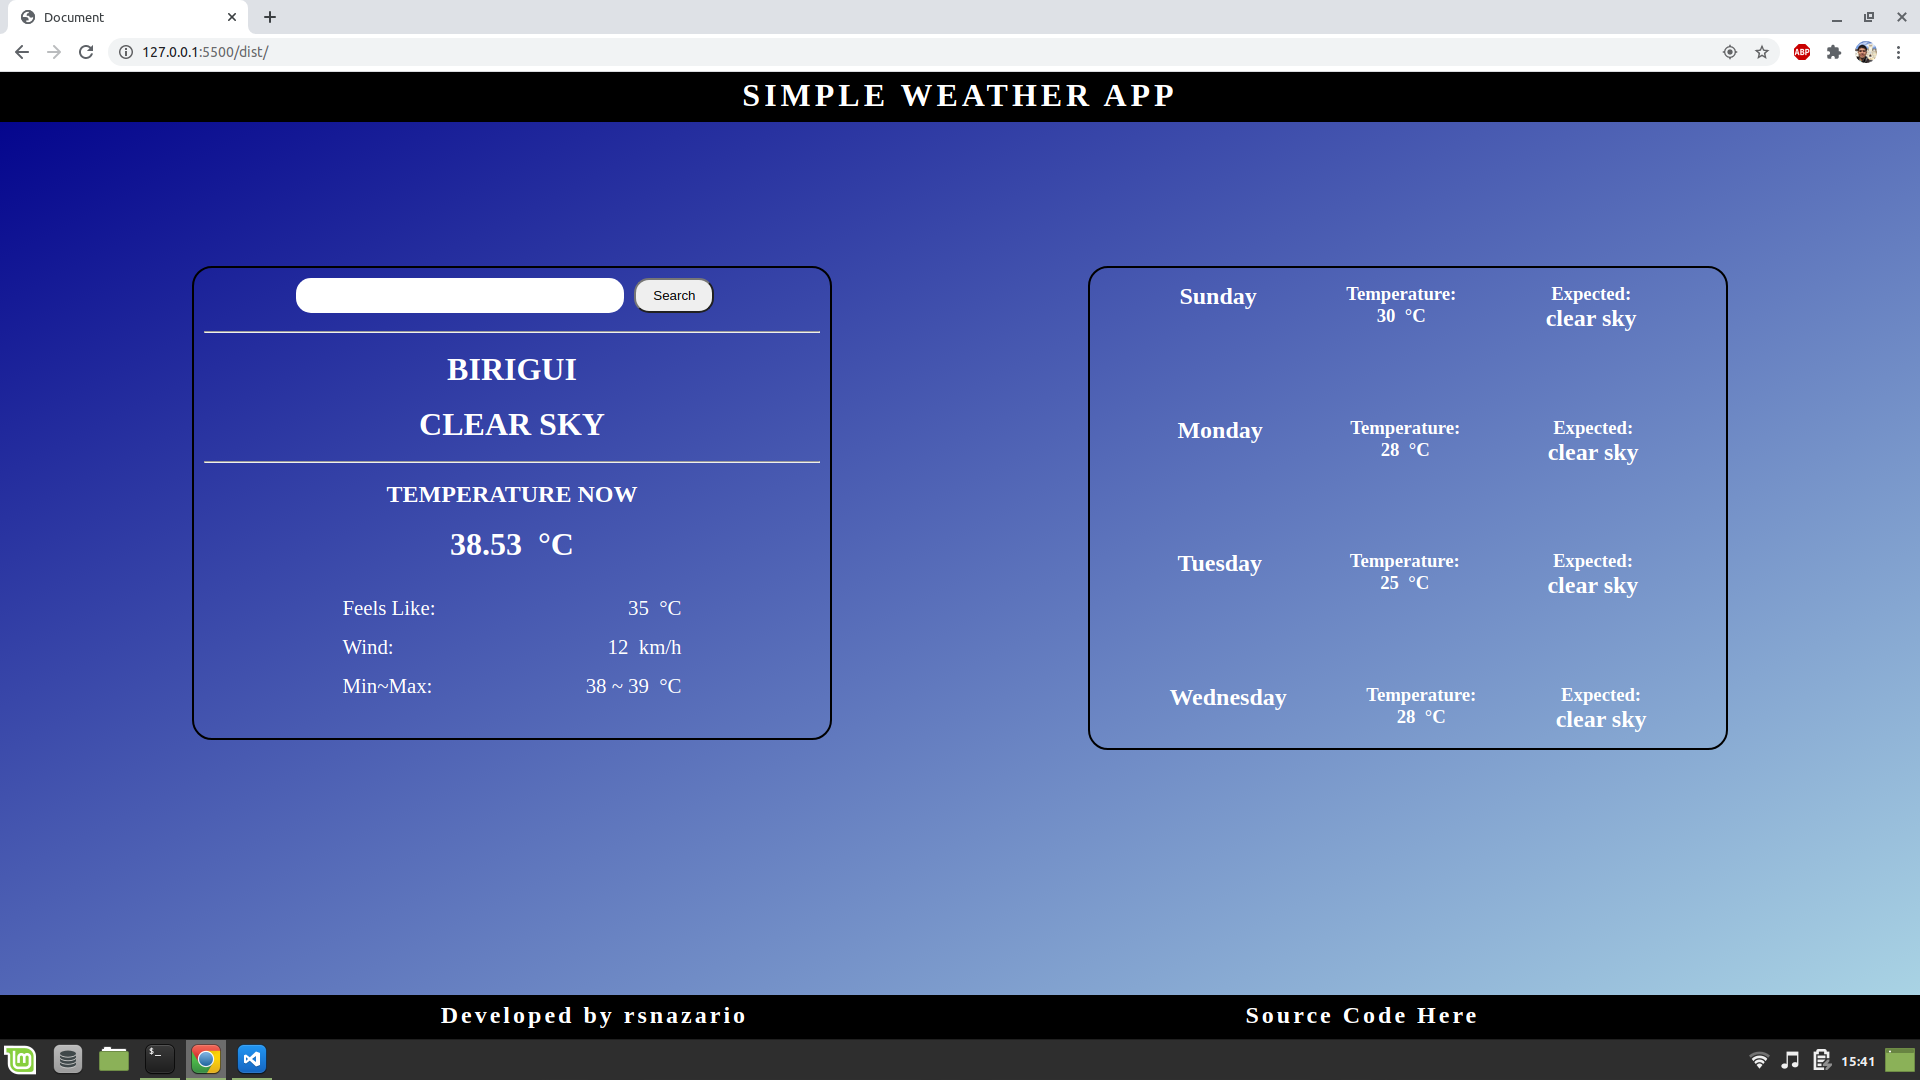 Document
127.0.0.1:5500/dist/
ABP
SIMPLE WEATHER APP
Search
BIRIGUI
CLEAR SKY
TEMPERATURE NOW
38.53 °C
Feels Like: 35 °C
Wind: 12 km/h
Min~Max: 38 ~ 39 °C
Sunday
Temperature:
30 °C
Expected:
clear sky
Monday
Temperature:
28 °C
Expected:
clear sky
Tuesday
Temperature:
25 °C
Expected:
clear sky
Wednesday
Temperature:
28 °C
Expected:
clear sky
Developed by rsnazario
Source Code Here
$_
15:41